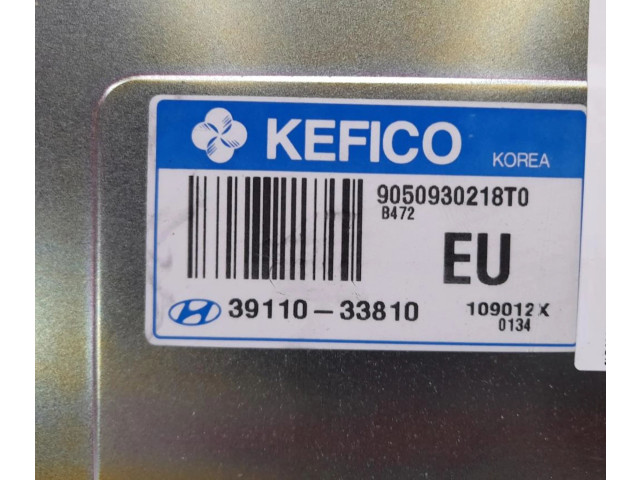 KEFICO KOREA
9050930218T0
B472
EU
39110-33810 109012X
0134